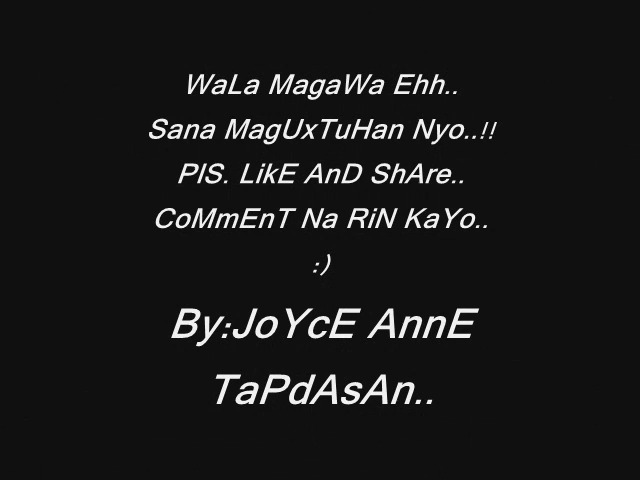 WaLa MagaWa Ehh..
Sana MagUxTuHan Nyo..!!
PlS. LikE AnD ShAre..
CoMmEnT Na RiN KaYo..
:)
By:JoYcE AnnE
TaPdAsAn..